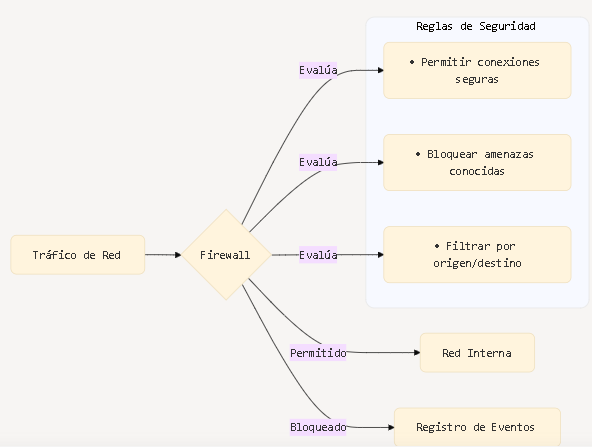 Reglas de Seguridad
Evalúa
• Permitir conexiones
seguras
Evalúa
• Bloquear amenazas
conocidas
Tráfico de Red
Firewall
Evalúa
• Filtrar por
origen/destino
Permitido
Red Interna
Bloqueado
Registro de Eventos